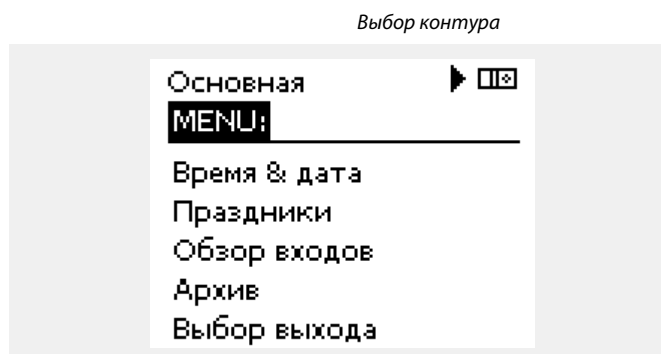 Выбор контура
Основная
MENU:
Время & дата
Праздники
Обзор входов
Архив
Выбор выхода